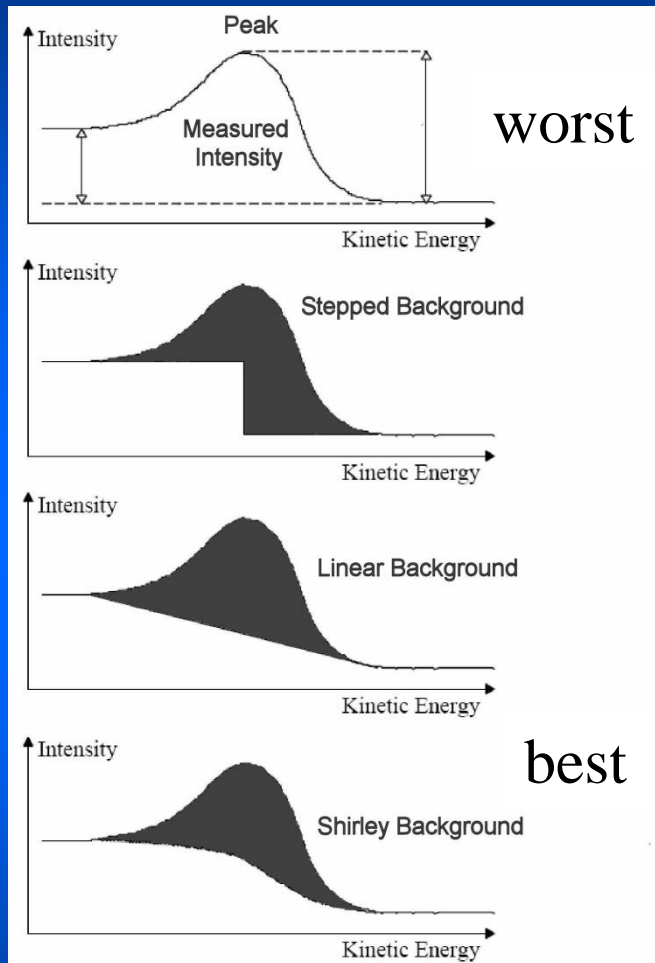 Intensity
Peak
worst
Measured
Intensity
Kinetic Energy
Intensity
Stepped Background
Kinetic Energy
Intensity
Linear Background
Kinetic Energy
best
Intensity
Shirley Background
Kinetic Energy